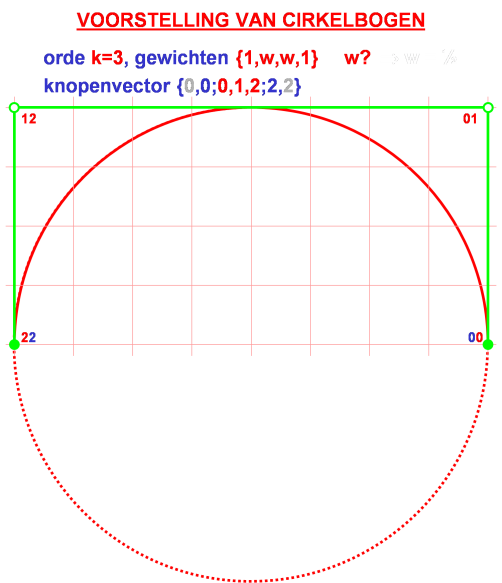 VOORSTELLING VAN CIRKELBOGEN
orde k=3, gewichten {1,w,w,1} w?
knopenvector {0,0;0,1,2;2,2}
12 01
22 00